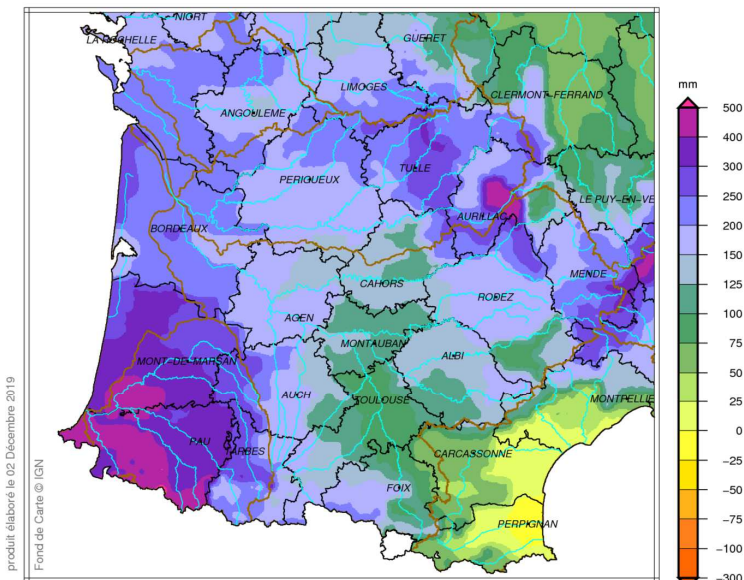 NIORT
LA ROCHELLE
GUERET
LIMOGES
CLERMONT-FERRAND
ANGOULEME
PERIGUEUX
TULLE
LE PUY-EN-VE
AURILLAC
BORDEAUX
MENDE
CAHORS
RODEZ
AGEN
MONTAUBAN
ALBI
MONT-DE-MARSAN
AUCH
TOULOUSE
MONTPELLIE
PAU
TARBES
CARCASSONNE
FOIX
PERPIGNAN
mm
500
400
300
250
200
150
125
100
75
50
25
0
-25
-50
-75
-100
-300
produit élaboré le 02 Décembre 2019
Fond de Carte © IGN